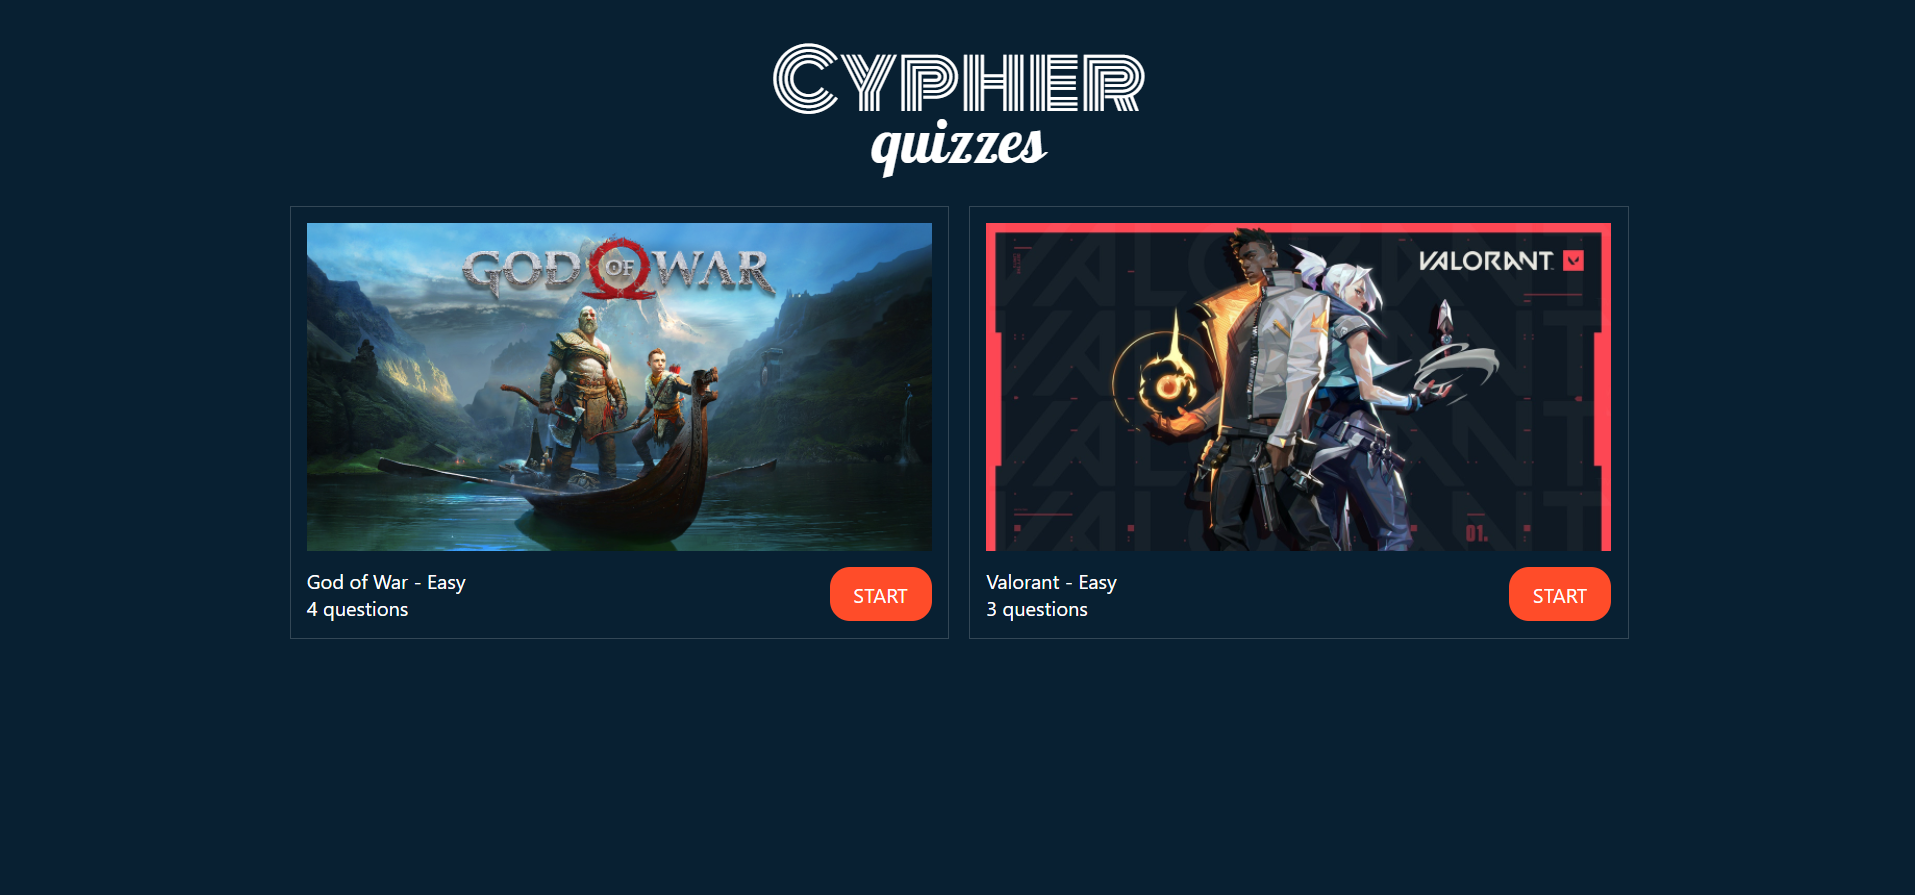 CYPHER
quizzes
GOD OF WAR
God of War - Easy
4 questions
START
VALORANT
01.
Valorant - Easy
3 questions
START